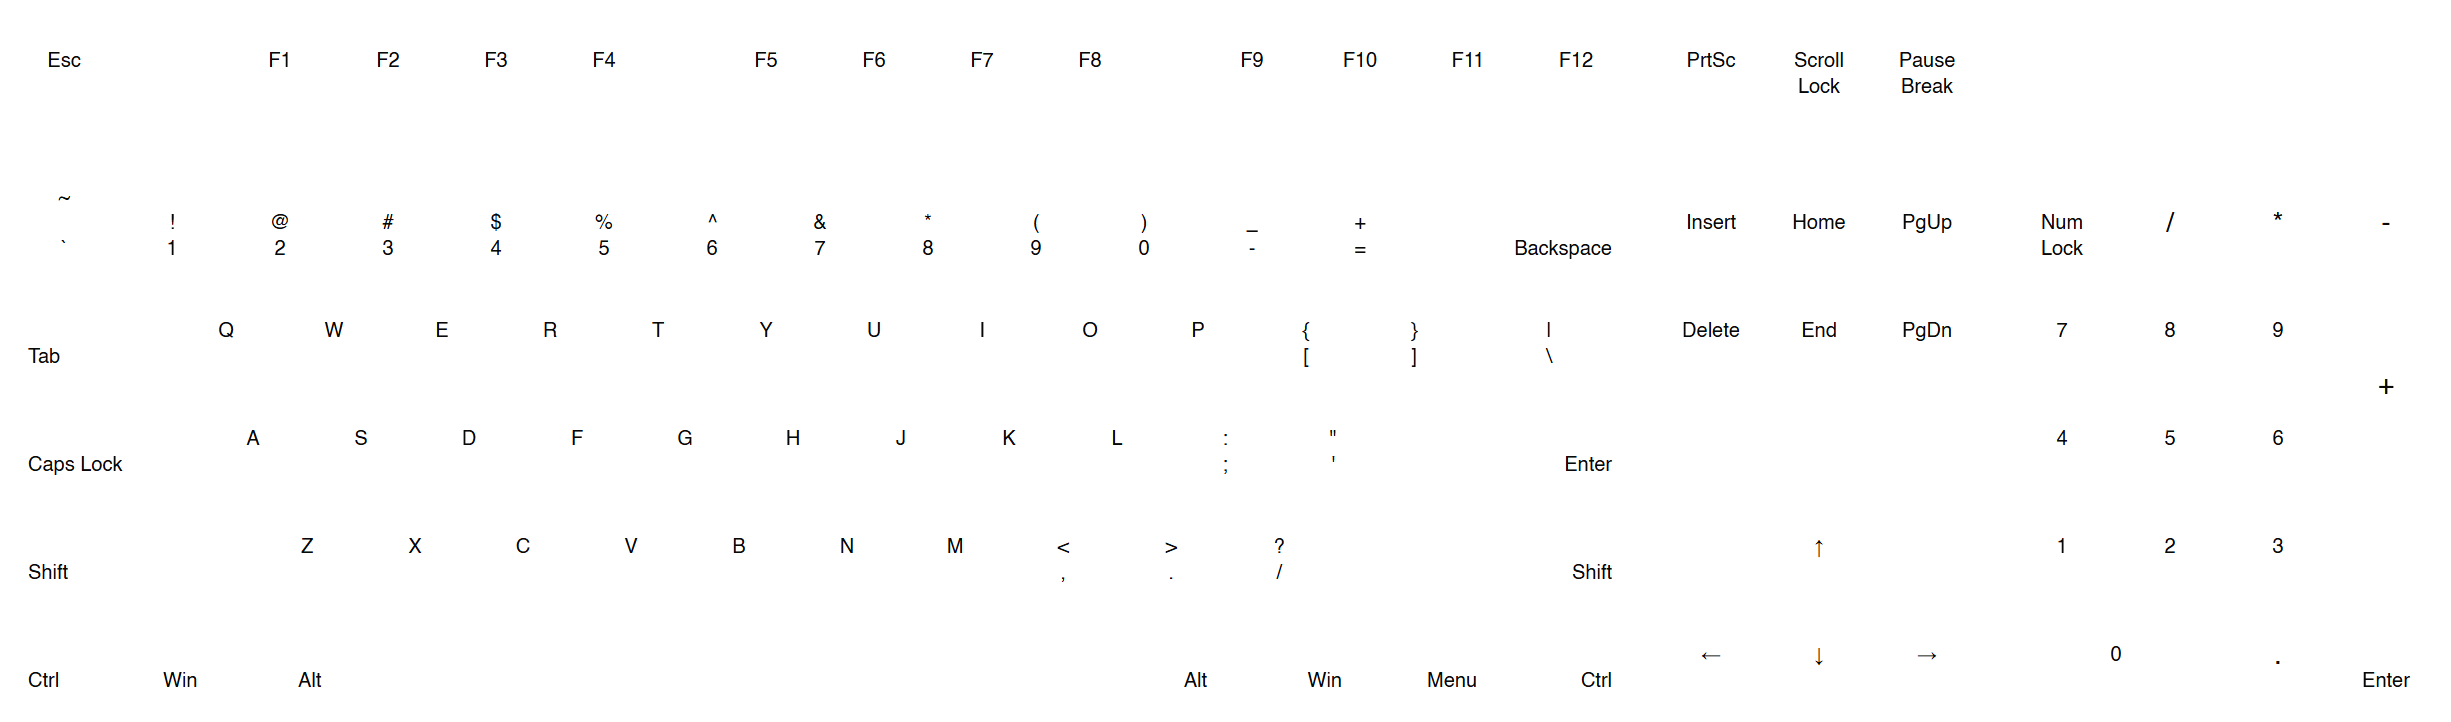 Esc F1 F2 F3 F4 F5 F6 F7 F8 F9 F10 F11 F12 PrtSc Scroll Pause
Lock Break
~
! @ # $ % ^ & * ( ) _ + Insert Home PgUp Num / * -
` 1 2 3 4 5 6 7 8 9 0 - = Backspace Lock
Q W E R T Y U I O P { } | Delete End PgDn 7 8 9
Tab [ ] \
+
A S D F G H J K L : " 4 5 6
Caps Lock ; ' Enter
Z X C V B N M < > ? ↑ 1 2 3
Shift , . / Shift
← ↓ → 0 .
Ctrl Win Alt Alt Win Menu Ctrl Enter